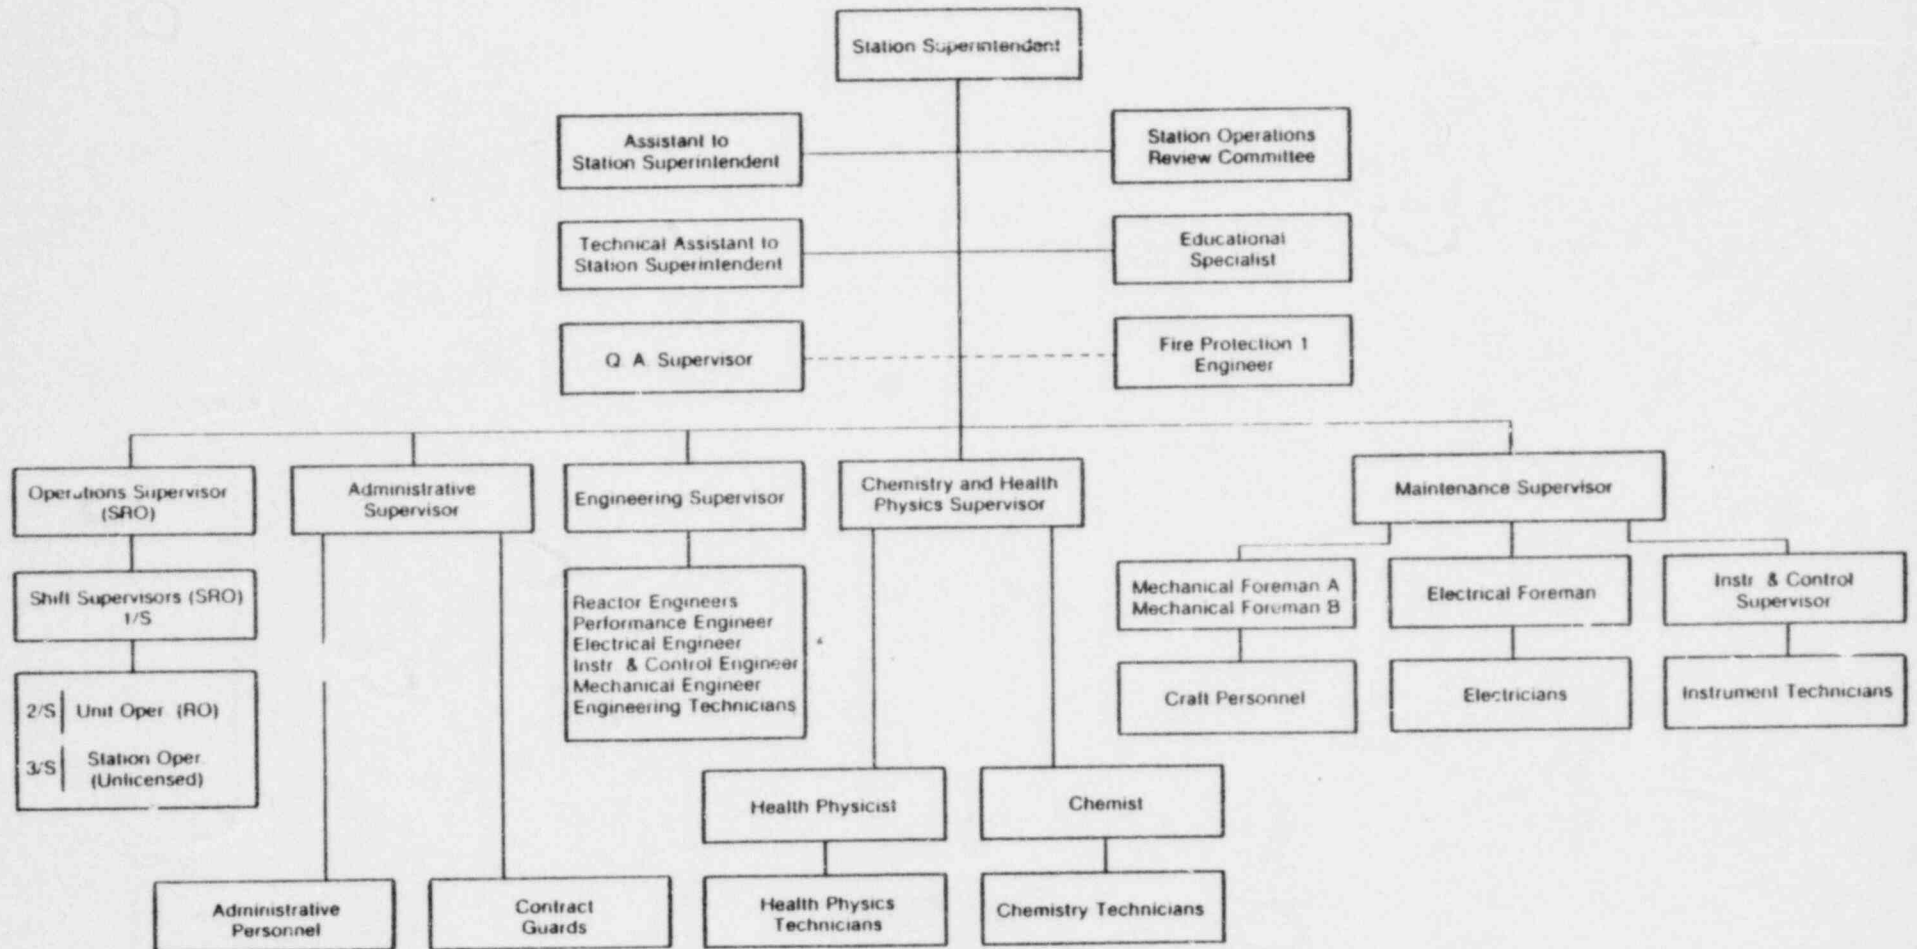 Station Superintendent
Assistant to
Station Superintendent
Station Operations
Review Committee
Technical Assistant to
Station Superintendent
Educational
Specialist
Q. A. Supervisor
Fire Protection 1
Engineer
Operations Supervisor
(SRO)
Administrative
Supervisor
Engineering Supervisor
Chemistry and Health
Physics Supervisor
Maintenance Supervisor
Shift Supervisors (SRO)
1/S
Reactor Engineers
Performance Engineer
Electrical Engineer
Instr. & Control Engineer
Mechanical Engineer
Engineering Technicians
Mechanical Foreman A
Mechanical Foreman B
Electrical Foreman
Instr. & Control
Supervisor
2/S Unit Oper. (RO)
3/S Station Oper.
(Unlicensed)
Craft Personnel
Electricians
Instrument Technicians
Health Physicist
Chemist
Administrative
Personnel
Contract
Guards
Health Physics
Technicians
Chemistry Technicians